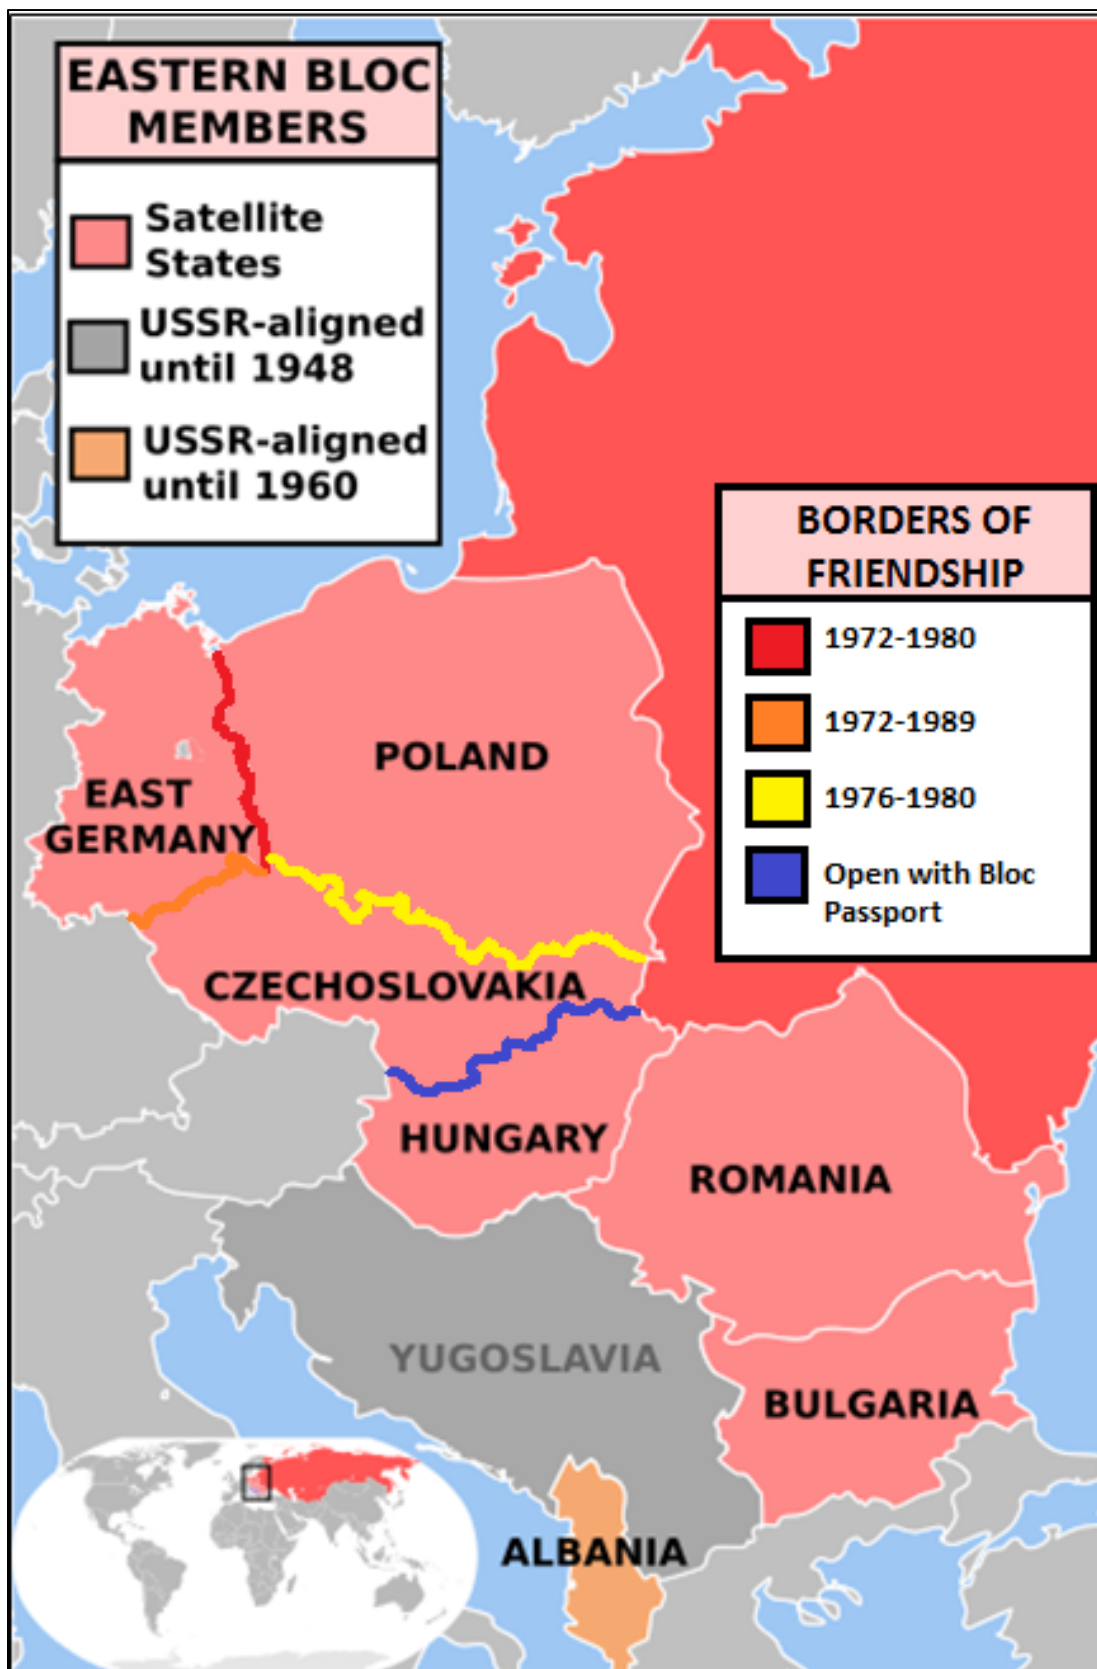 EASTERN BLOC
MEMBERS
Satellite
States
USSR-aligned
until 1948
USSR-aligned
until 1960
BORDERS OF
FRIENDSHIP
1972-1980
1972-1989
1976-1980
Open with Bloc
Passport
POLAND
EAST
GERMANY
CZECHOSLOVAKIA
HUNGARY
ROMANIA
YUGOSLAVIA
BULGARIA
ALBANIA